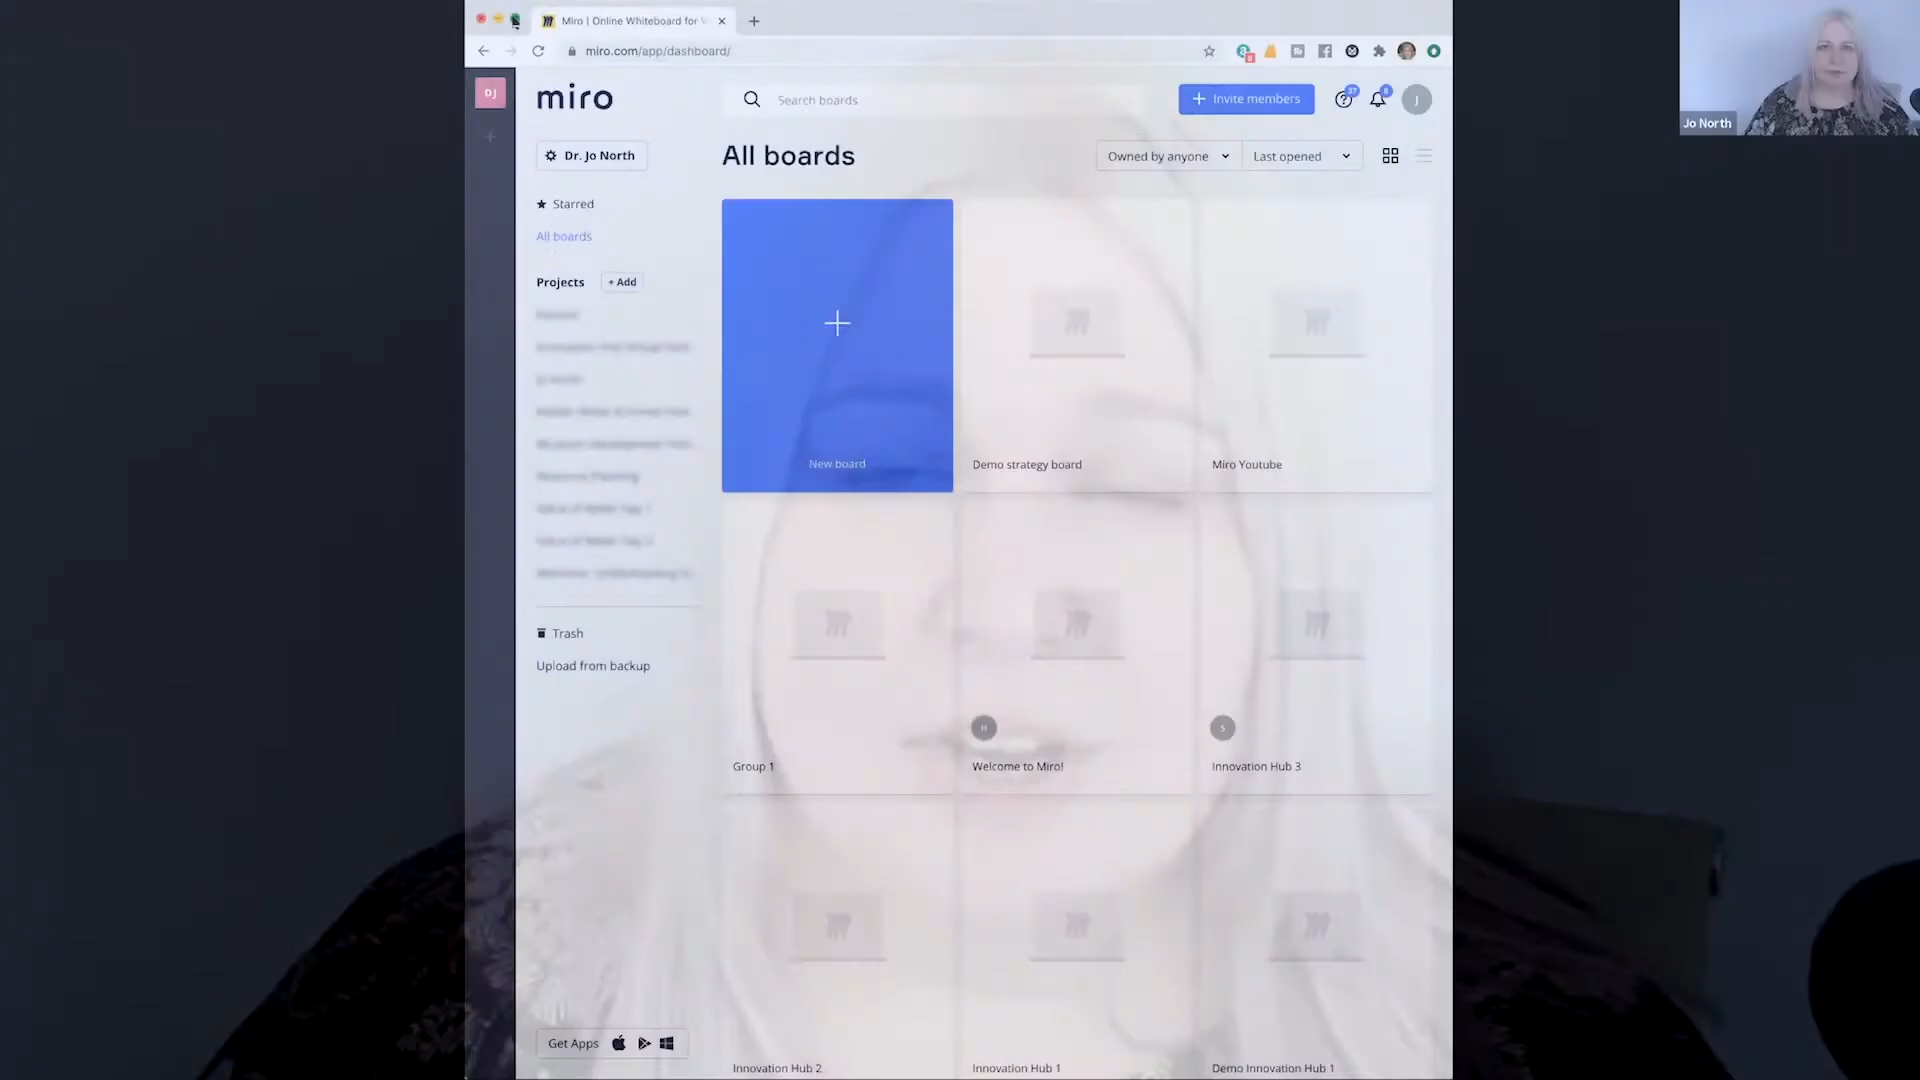 Miro | Online Whiteboard for
miro.com/app/dashboard/
DJ
miro
Search boards
Invite members
37
8
J
Jo North
Dr. Jo North
All boards
Owned by anyone
Last opened
Starred
All boards
Projects
+ Add
New board
Demo strategy board
Miro Youtube
Trash
Upload from backup
H
S
Group 1
Welcome to Miro!
Innovation Hub 3
Get Apps
Innovation Hub 2
Innovation Hub 1
Demo Innovation Hub 1